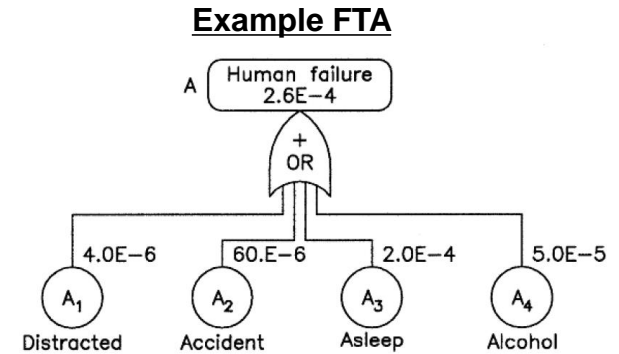 Example FTA
A
Human failure
2.6E-4
+
OR
4.0E-6
60.E-6
2.0E-4
5.0E-5
A1
A2
A3
A4
Distracted
Accident
Asleep
Alcohol